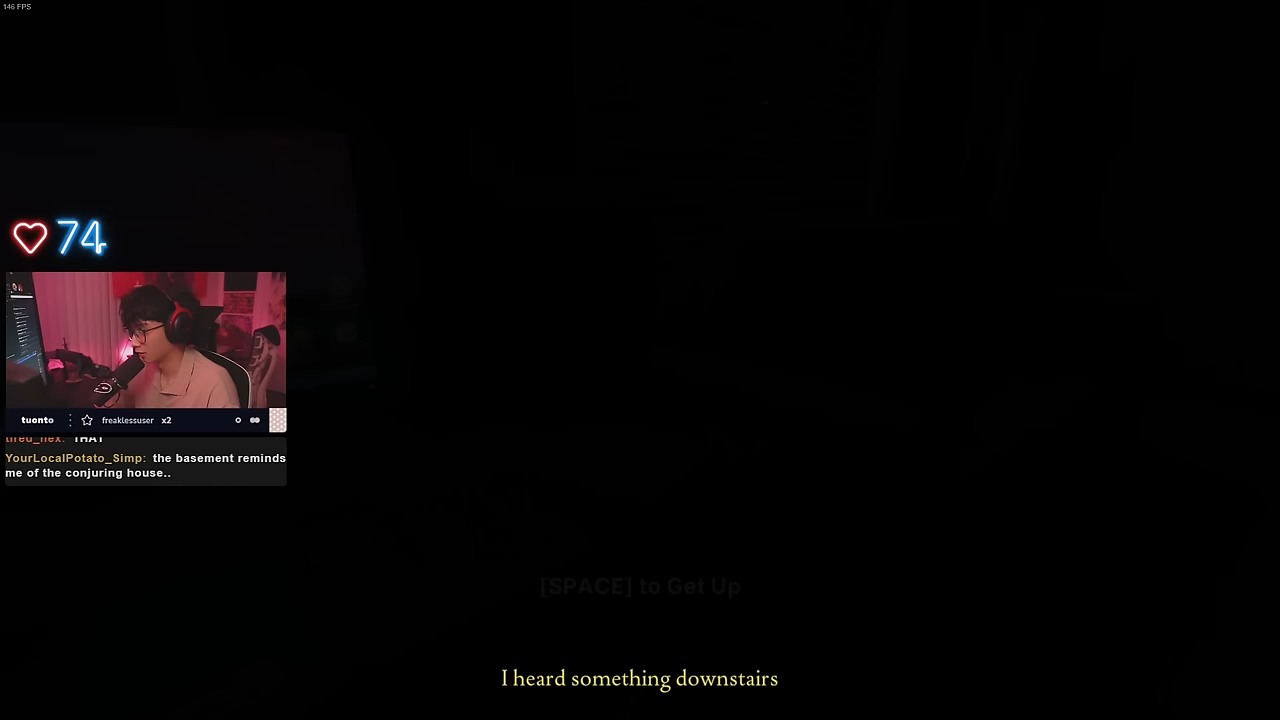 146 FPS
74
tuonto
freaklessuser x2
tired_hex: THAT
YourLocalPotato_Simp: the basement reminds
me of the conjuring house..
[SPACE] to Get Up
I heard something downstairs